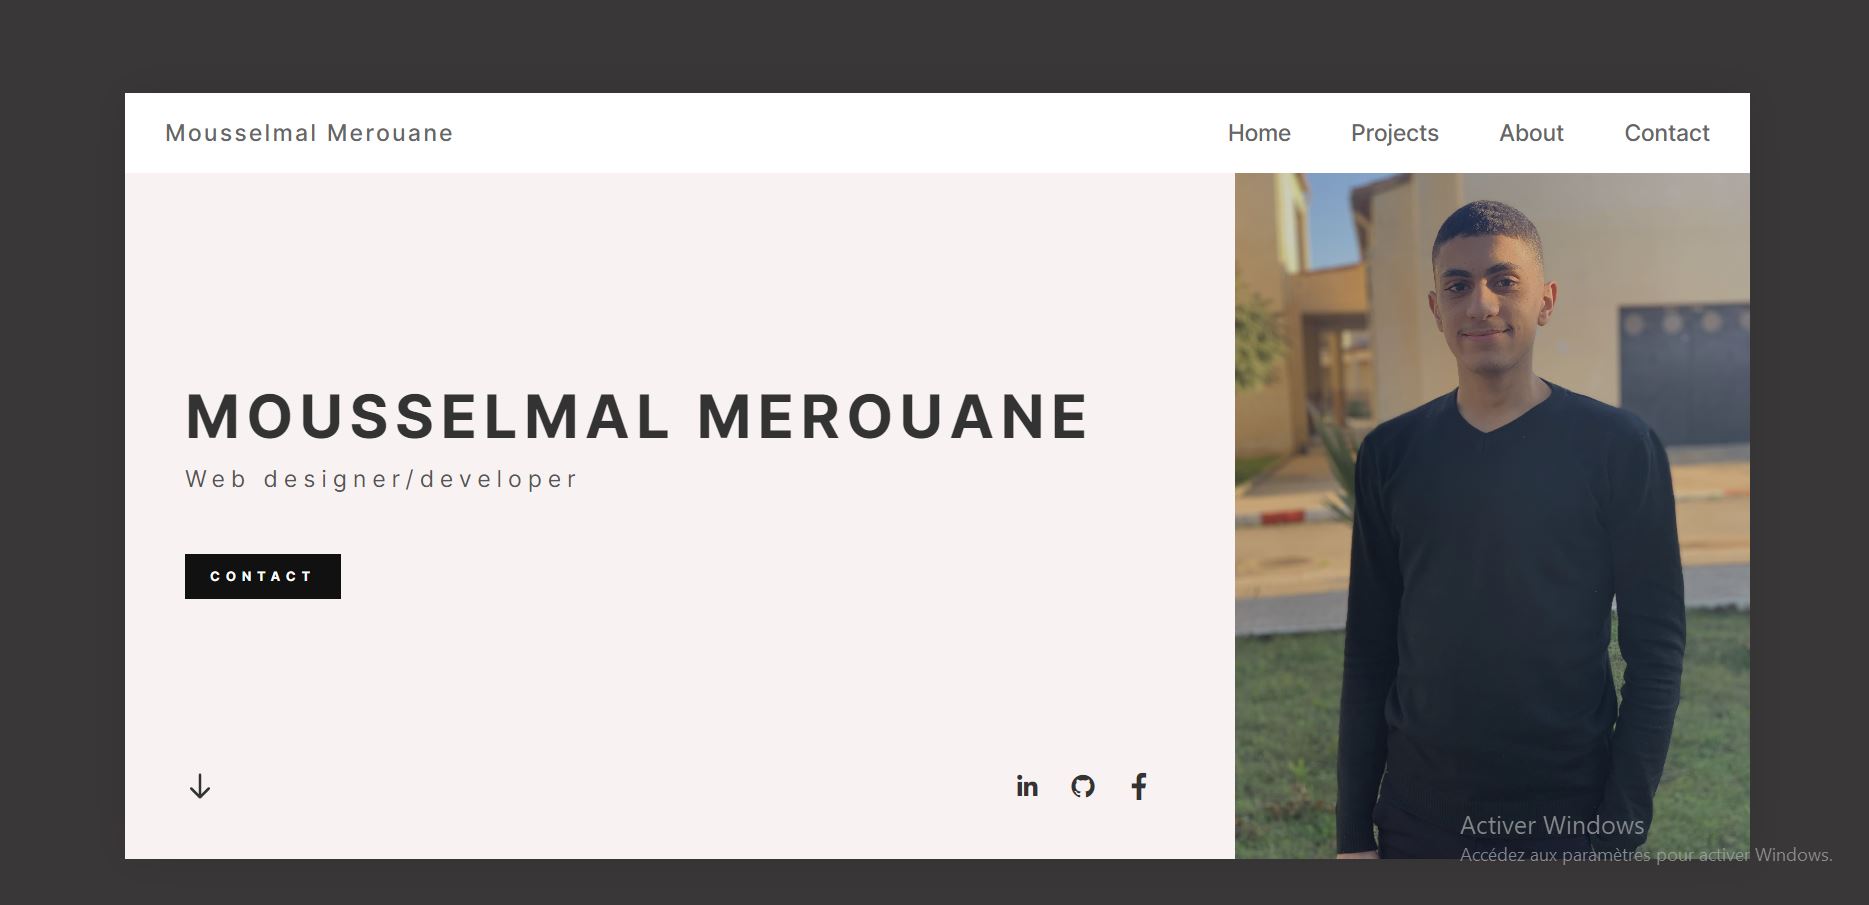 Mousselmal Merouane
Home Projects About Contact
MOUSSELMAL MEROUANE
Web designer/developer
CONTACT
in
Activer Windows
Accédez aux paramètres pour activer Windows.